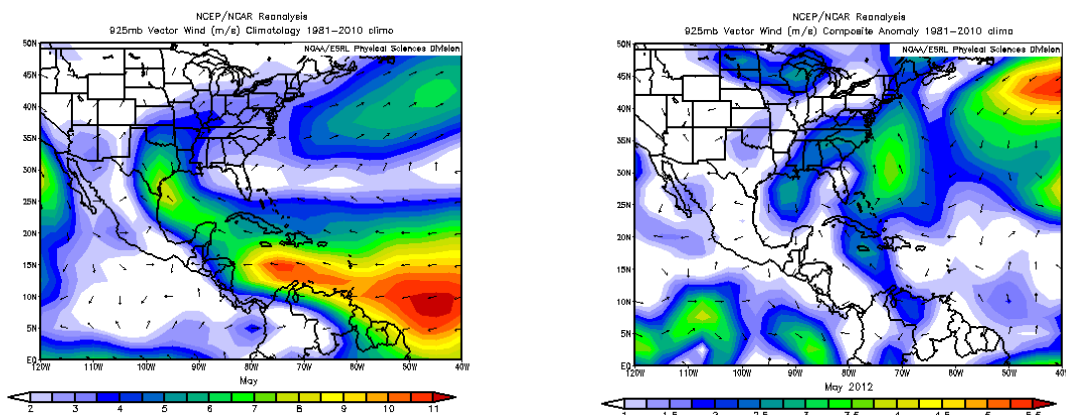 NCEP/NCAR Reanalysis
925mb Vector Wind (m/s) Climatology 1981-2010 climo
NOAA/ESRL Physical Sciences Division
50N
45N
40N
35N
30N
25N
20N
15N
10N
5N
EQ
120W 110W 100W 90W 80W 70W 60W 50W 40W
May
2 3 4 5 6 7 8 9 10 11
NCEP/NCAR Reanalysis
925mb Vector Wind (m/s) Composite Anomaly 1981-2010 climo
NOAA/ESRL Physical Sciences Division
50N
45N
40N
35N
30N
25N
20N
15N
10N
5N
EQ
120W 110W 100W 90W 80W 70W 60W 50W 40W
May 2012
1 1.5 2 2.5 3 3.5 4 4.5 5 5.5